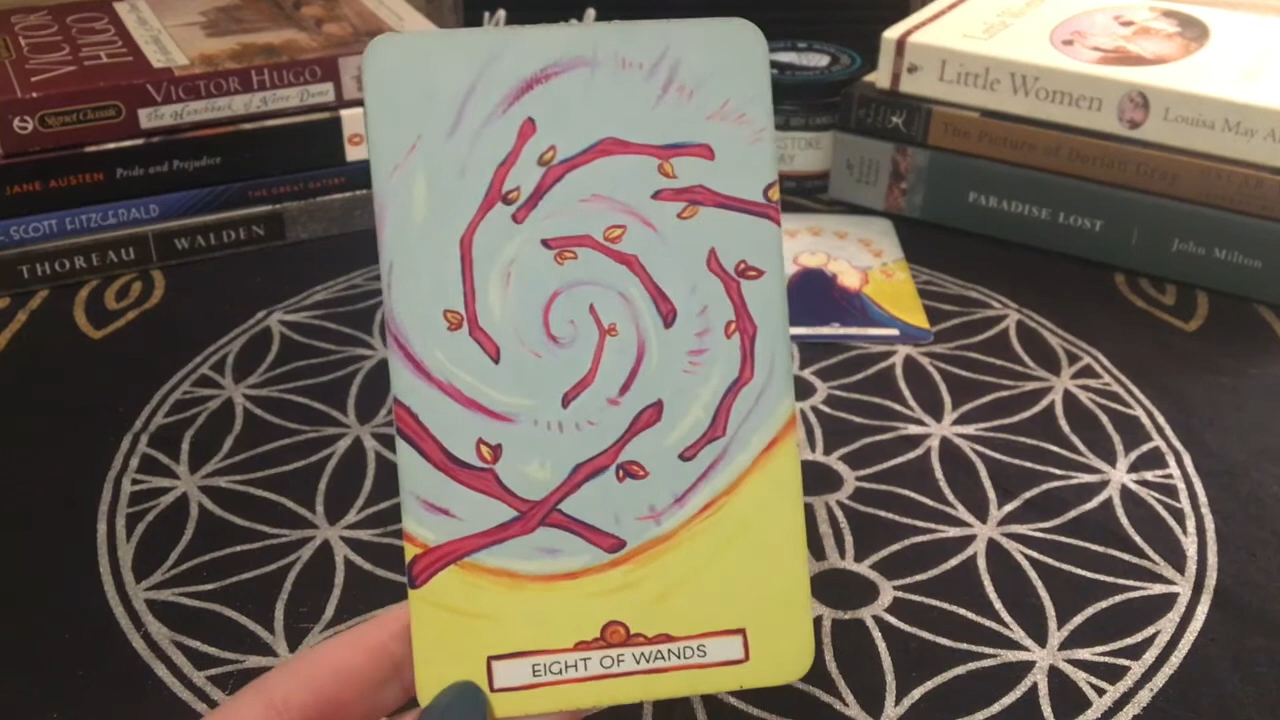 VICTOR
HUGO
VICTOR HUGO
The Hunchback of Notre-Dame
Signet Classic
JANE AUSTEN Pride and Prejudice
SCOTT FITZGERALD THE GREAT GATSBY
THOREAU | WALDEN
Little Women Louisa May A
The Picture of Dorian Gray OSCAR
PARADISE LOST | John Milton
EIGHT OF WANDS